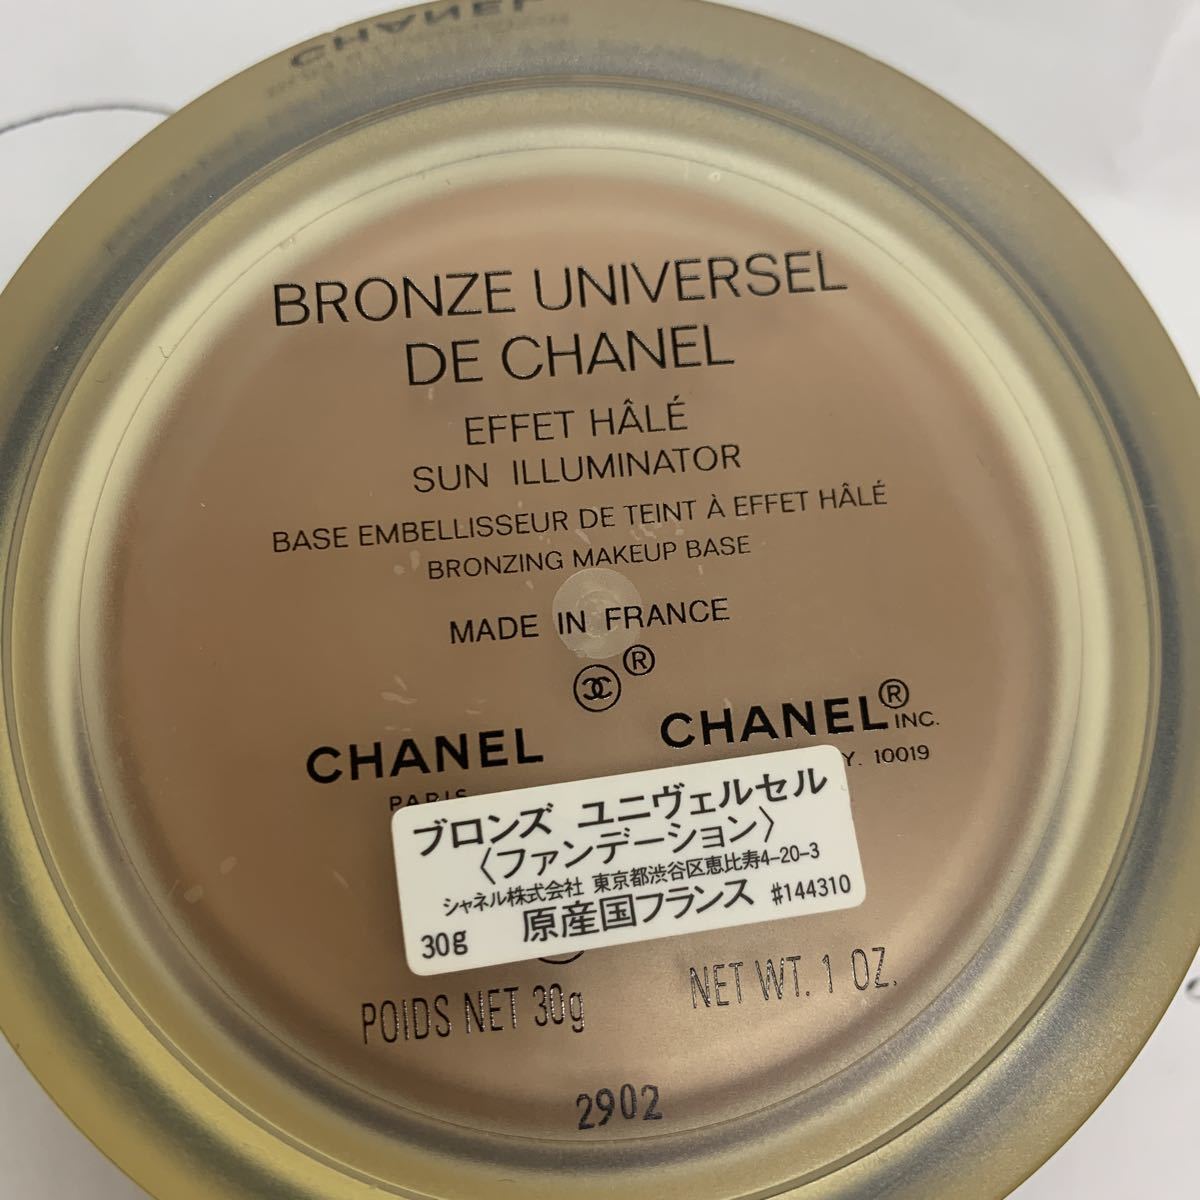 CHANEL
BRONZE UNIVERSEL
DE CHANEL
EFFET HÂLÉ
SUN ILLUMINATOR
BASE EMBELLISSEUR DE TEINT À EFFET HÂLÉ
BRONZING MAKEUP BASE
MADE IN FRANCE
®
CHANEL CHANEL® INC.
PARIS Y. 10019
ブロンズ ユニヴェルセル
〈ファンデーション〉
シャネル株式会社 東京都渋谷区恵比寿4-20-3
30g 原産国フランス #144310
POIDS NET 30g NET WT. 1 OZ.
2902